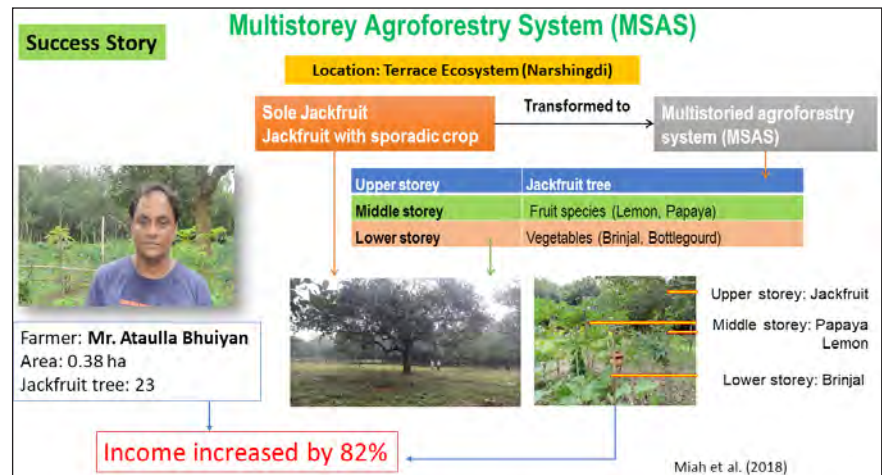 Multistorey Agroforestry System (MSAS)
Success Story
Location: Terrace Ecosystem (Narshingdi)
Sole Jackfruit
Jackfruit with sporadic crop
Transformed to
Multistoried agroforestry
system (MSAS)
Upper storey Jackfruit tree
Middle storey Fruit species (Lemon, Papaya)
Lower storey Vegetables (Brinjal, Bottlegourd)
Upper storey: Jackfruit
Middle storey: Papaya
Lemon
Lower storey: Brinjal
Farmer: Mr. Ataulla Bhuiyan
Area: 0.38 ha
Jackfruit tree: 23
Income increased by 82%
Miah et al. (2018)